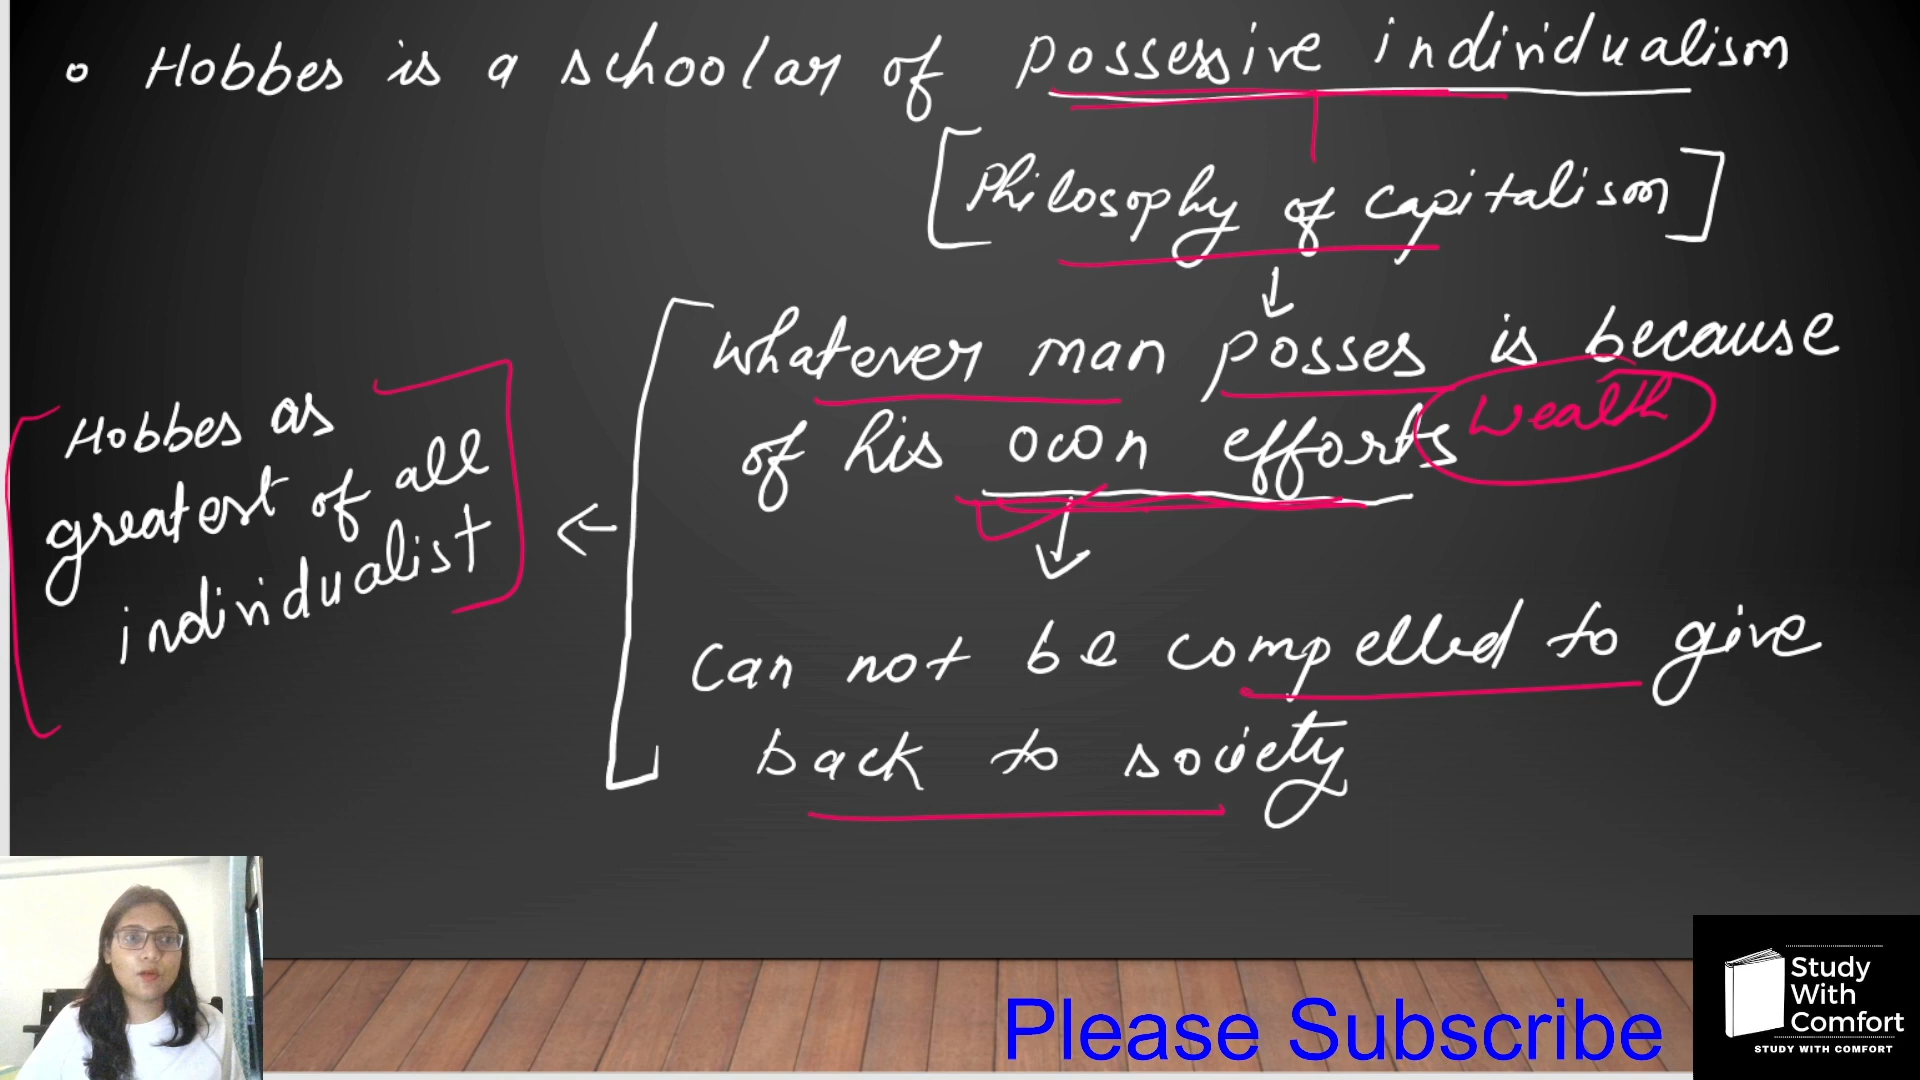 Hobbes is a schoolar of possessive individualism
[Philosophy of capitalism]
whatever man posses is because
of his own efforts
wealth
can not be compelled to give
back to society
Hobbes as
greatest of all
individualist
Please Subscribe
Study
With
Comfort
STUDY WITH COMFORT